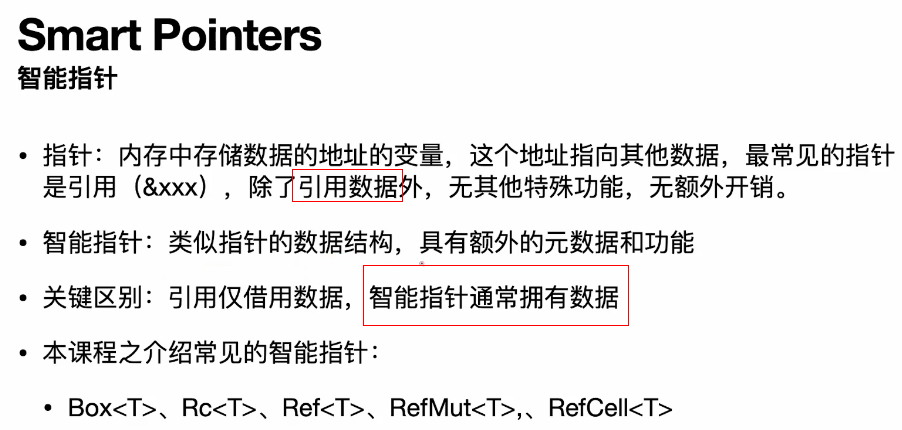 Smart Pointers
智能指针
• 指针：内存中存储数据的地址的变量，这个地址指向其他数据，最常见的指针
是引用（&xxx），除了引用数据外，无其他特殊功能，无额外开销。
• 智能指针：类似指针的数据结构，具有额外的元数据和功能
• 关键区别：引用仅借用数据，智能指针通常拥有数据
• 本课程之介绍常见的智能指针：
• Box<T>、Rc<T>、Ref<T>、RefMut<T>,、RefCell<T>